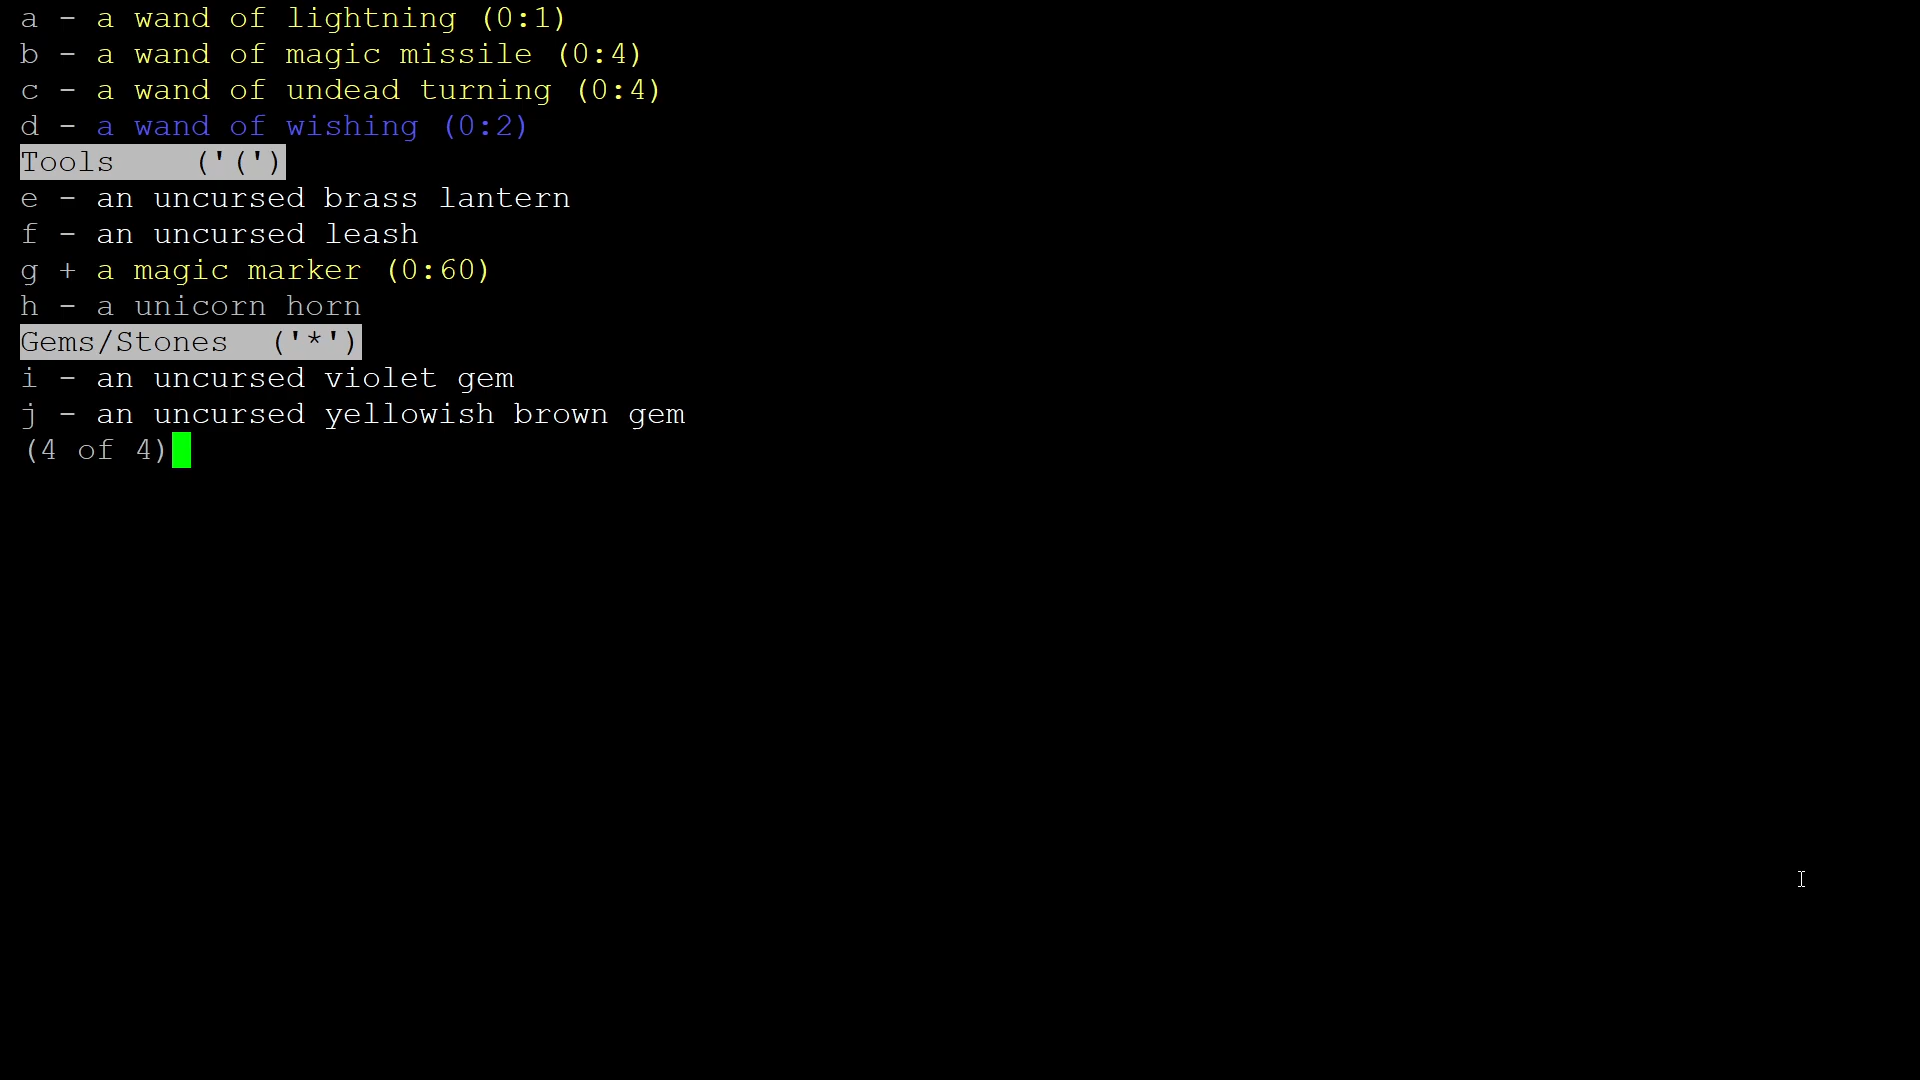 a - a wand of lightning (0:1)
b - a wand of magic missile (0:4)
c - a wand of undead turning (0:4)
d - a wand of wishing (0:2)
Tools    ('(')
e - an uncursed brass lantern
f - an uncursed leash
g + a magic marker (0:60)
h - a unicorn horn
Gems/Stones  ('*')
i - an uncursed violet gem
j - an uncursed yellowish brown gem
(4 of 4)